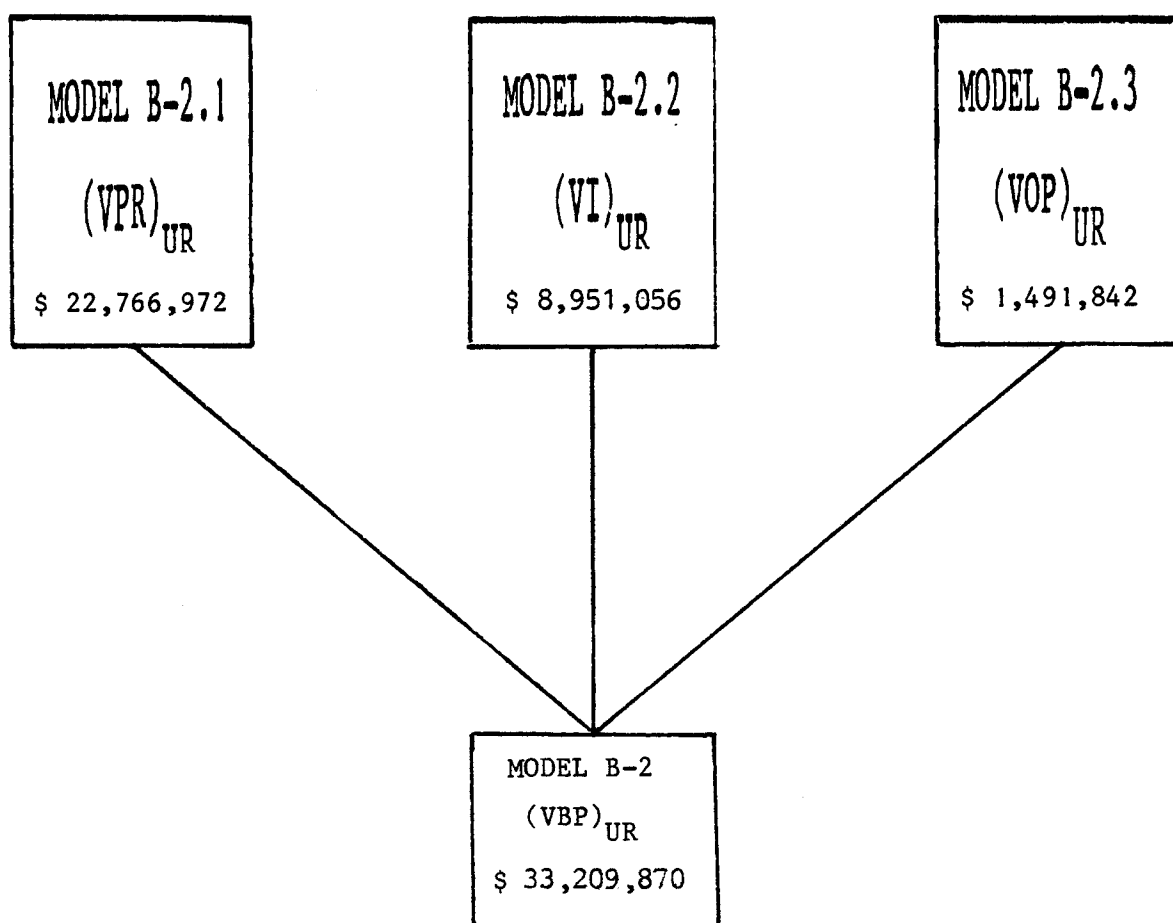 MODEL B-2.1
(VPR)UR
$ 22,766,972
MODEL B-2.2
(VI)UR
$ 8,951,056
MODEL B-2.3
(VOP)UR
$ 1,491,842
MODEL B-2
(VBP)UR
$ 33,209,870